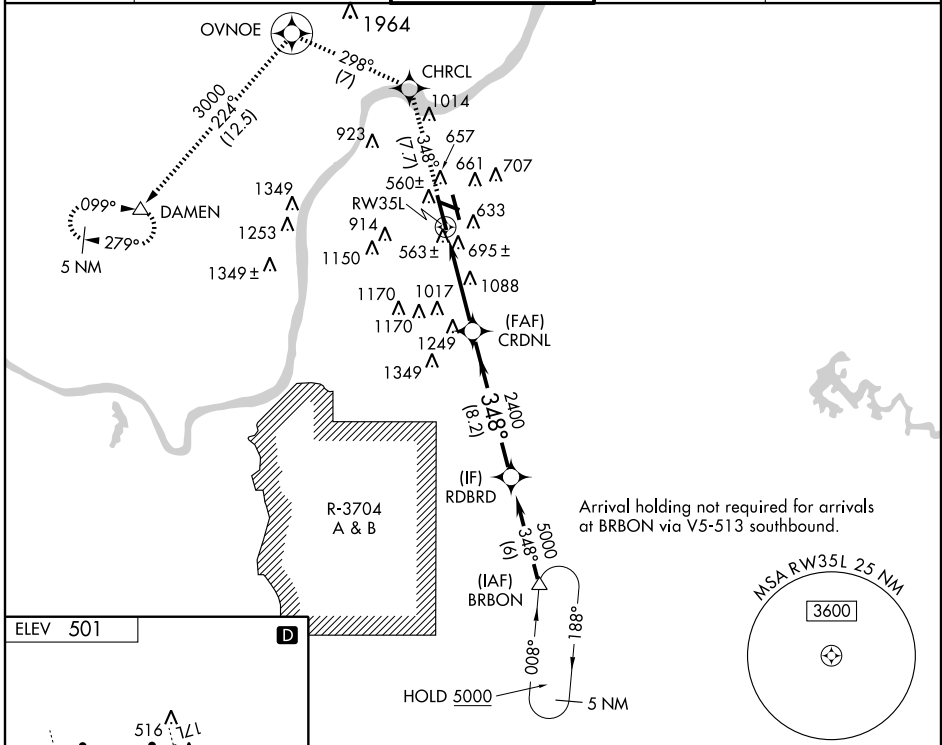 OVNOE
1964
298°
(7)
CHRCL
3000
224°
(12.5)
1014
923
348°
(7.7)
657
661
707
560±
RW35L
099°
DAMEN
279°
5 NM
1349
1253
1349±
914
1150
633
563±
695±
1088
1170
1017
1170
1249
1349
(FAF)
CRDNL
2400
348°
(8.2)
(IF)
RDBRD
R-3704
A & B
Arrival holding not required for arrivals
at BRBON via V5-513 southbound.
5000
348°
(6)
(IAF)
BRBON
008°
188°
HOLD 5000
5 NM
MSA RW35L 25 NM
3600
ELEV 501
D
516
17L